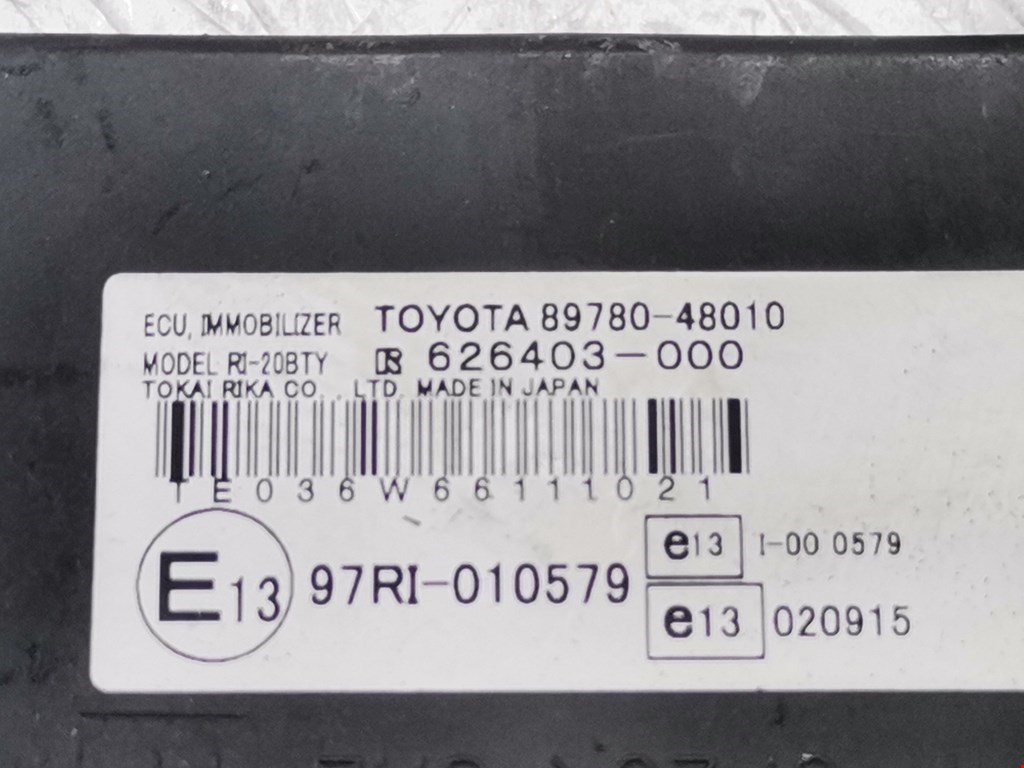 ECU, IMMOBILIZER TOYOTA 89780-48010
MODEL RI-20BTY 626403-000
TOKAI RIKA CO., LTD. MADE IN JAPAN
TE036W66111021
E13 97RI-010579
e13 I-00 0579
e13 020915